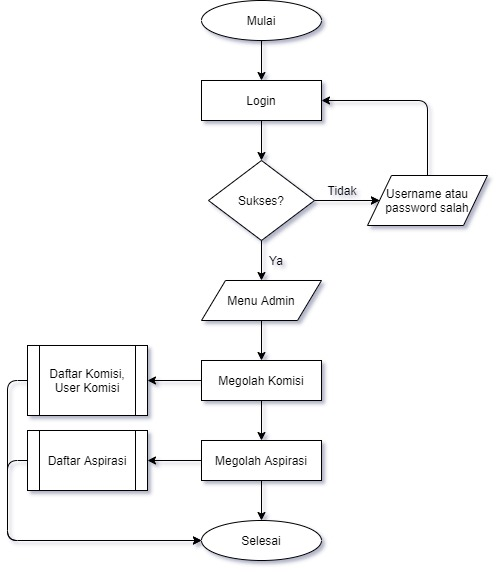 Mulai
Login
Sukses?
Tidak
Username atau
password salah
Ya
Menu Admin
Daftar Komisi,
User Komisi
Megolah Komisi
Daftar Aspirasi
Megolah Aspirasi
Selesai